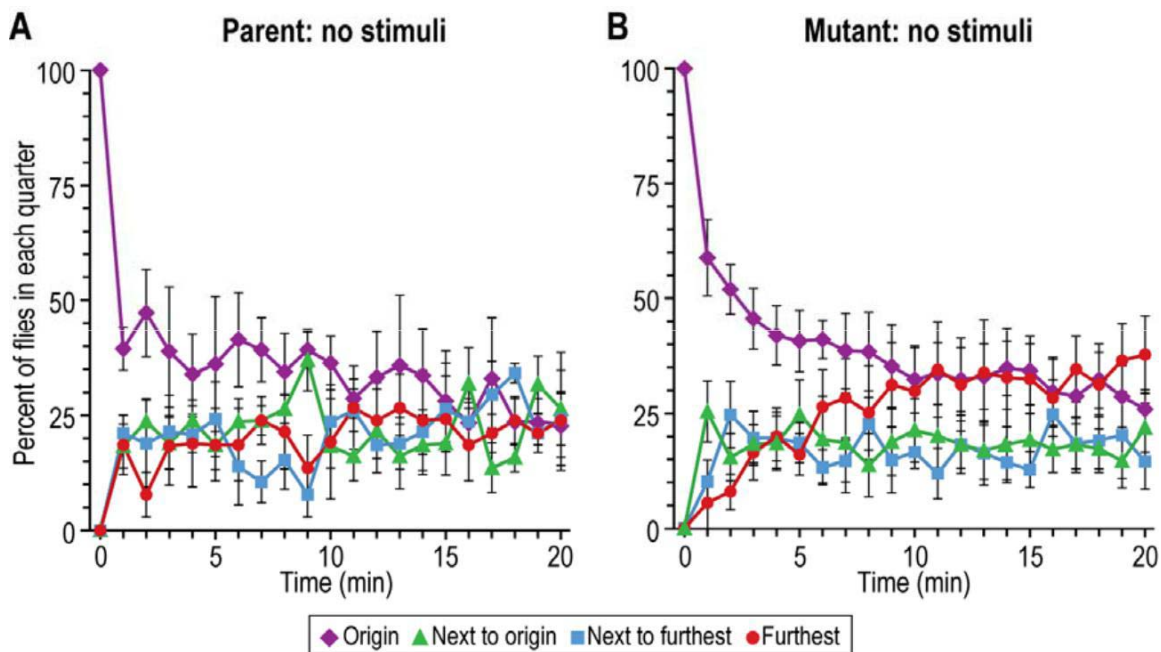 A
Parent: no stimuli
B
Mutant: no stimuli
Percent of flies in each quarter
100
75
50
25
0
0
5
10
15
20
Time (min)
100
75
50
25
0
0
5
10
15
20
Time (min)
Origin
Next to origin
Next to furthest
Furthest